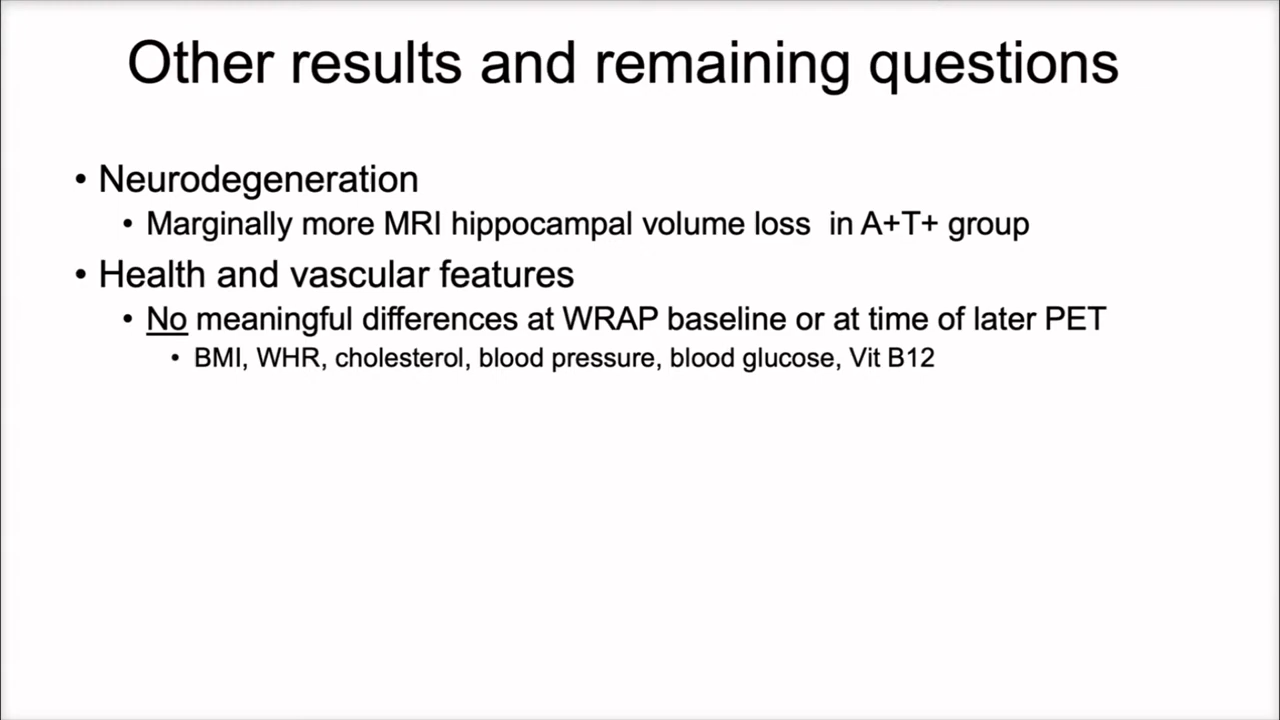 Other results and remaining questions
• Neurodegeneration
• Marginally more MRI hippocampal volume loss  in A+T+ group
• Health and vascular features
• No meaningful differences at WRAP baseline or at time of later PET
• BMI, WHR, cholesterol, blood pressure, blood glucose, Vit B12